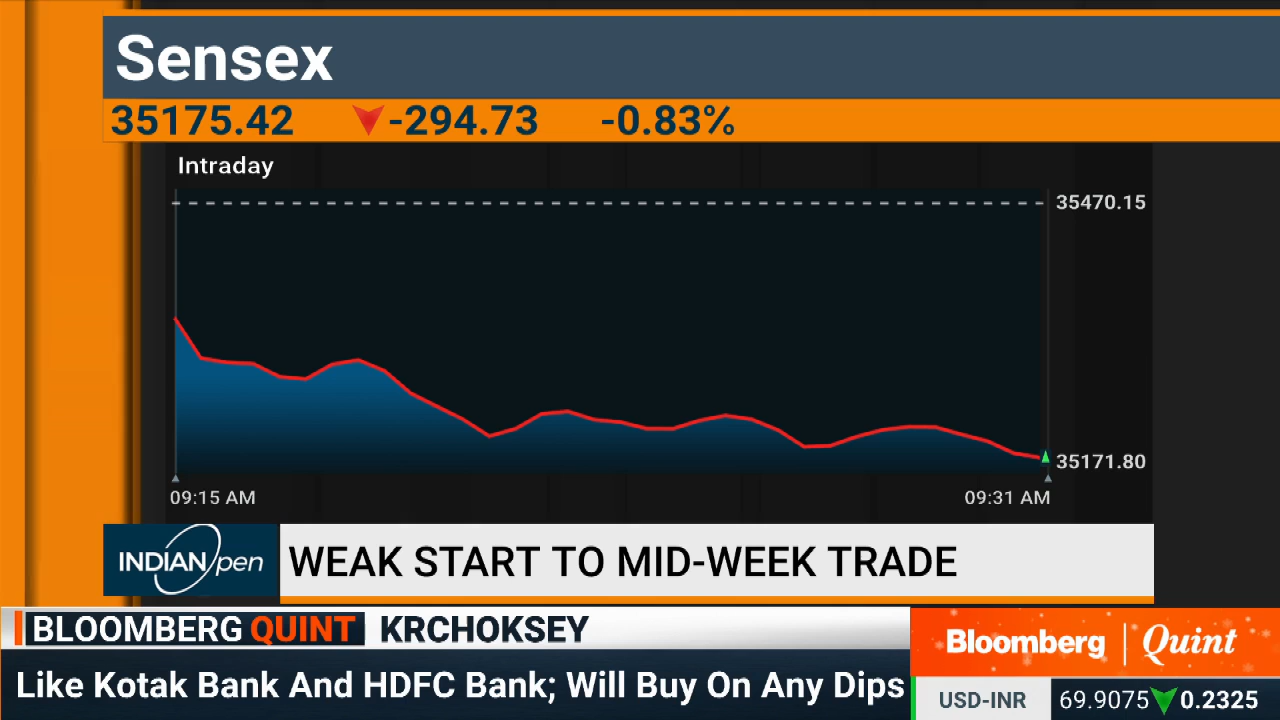 Sensex
35175.42 -294.73 -0.83%
Intraday
35470.15
35171.80
09:15 AM 09:31 AM
INDIAN Open WEAK START TO MID-WEEK TRADE
BLOOMBERG QUINT KRCHOKSEY
Like Kotak Bank And HDFC Bank; Will Buy On Any Dips
Bloomberg | Quint
USD-INR 69.9075 0.2325